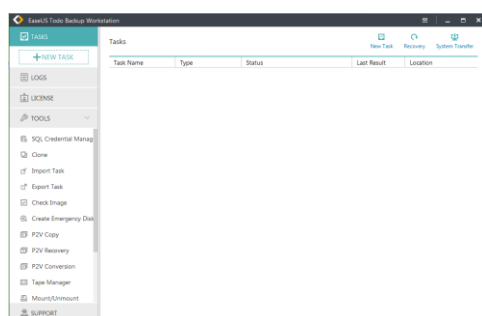 EaseUS Todo Backup Workstation
TASKS
NEW TASK
LOGS
LICENSE
TOOLS
SQL Credential Manag
Clone
Import Task
Export Task
Check Image
Create Emergency Disk
P2V Copy
P2V Recovery
P2V Conversion
Tape Manager
Mount/Unmount
SUPPORT
Tasks
New Task Recovery System Transfer
Task Name Type Status Last Result Location